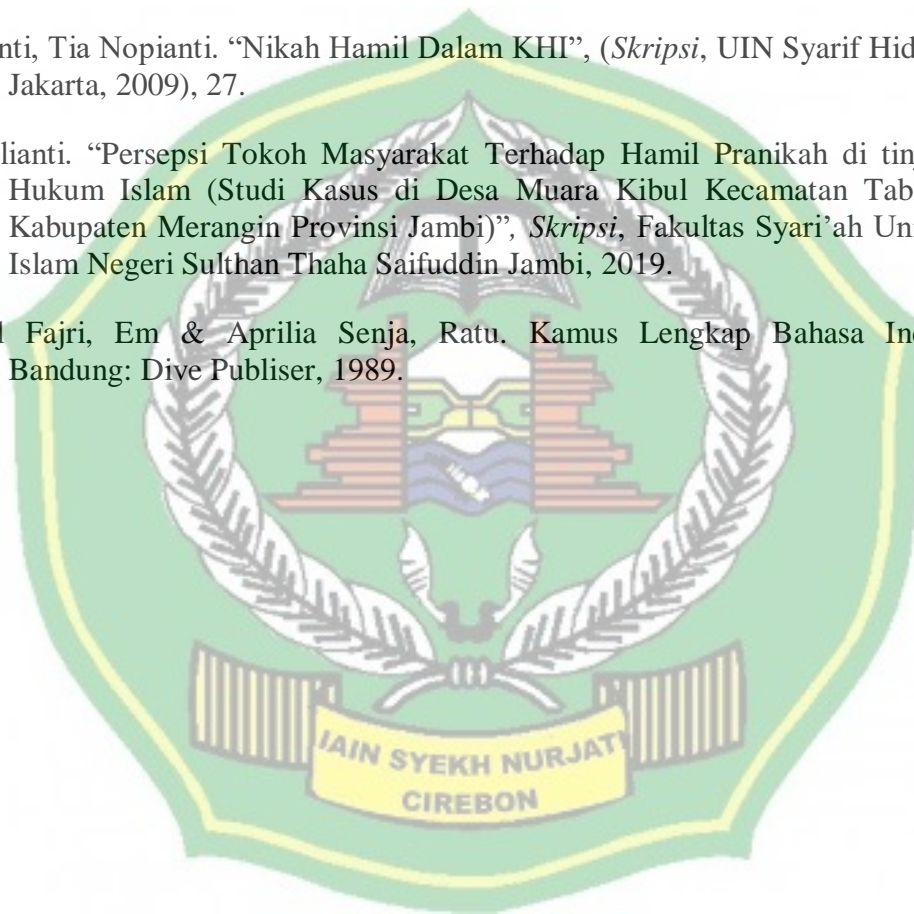 nti, Tia Nopianti. “Nikah Hamil Dalam KHI”, (Skripsi, UIN Syarif Hid
Jakarta, 2009), 27.
lianti. “Persepsi Tokoh Masyarakat Terhadap Hamil Pranikah di tin
Hukum Islam (Studi Kasus di Desa Muara Kibul Kecamatan Tab
Kabupaten Merangin Provinsi Jambi)”, Skripsi, Fakultas Syari’ah Un
Islam Negeri Sulthan Thaha Saifuddin Jambi, 2019.
l Fajri, Em & Aprilia Senja, Ratu. Kamus Lengkap Bahasa In
Bandung: Dive Publiser, 1989.
IAIN SYEKH NURJATI
CIREBON